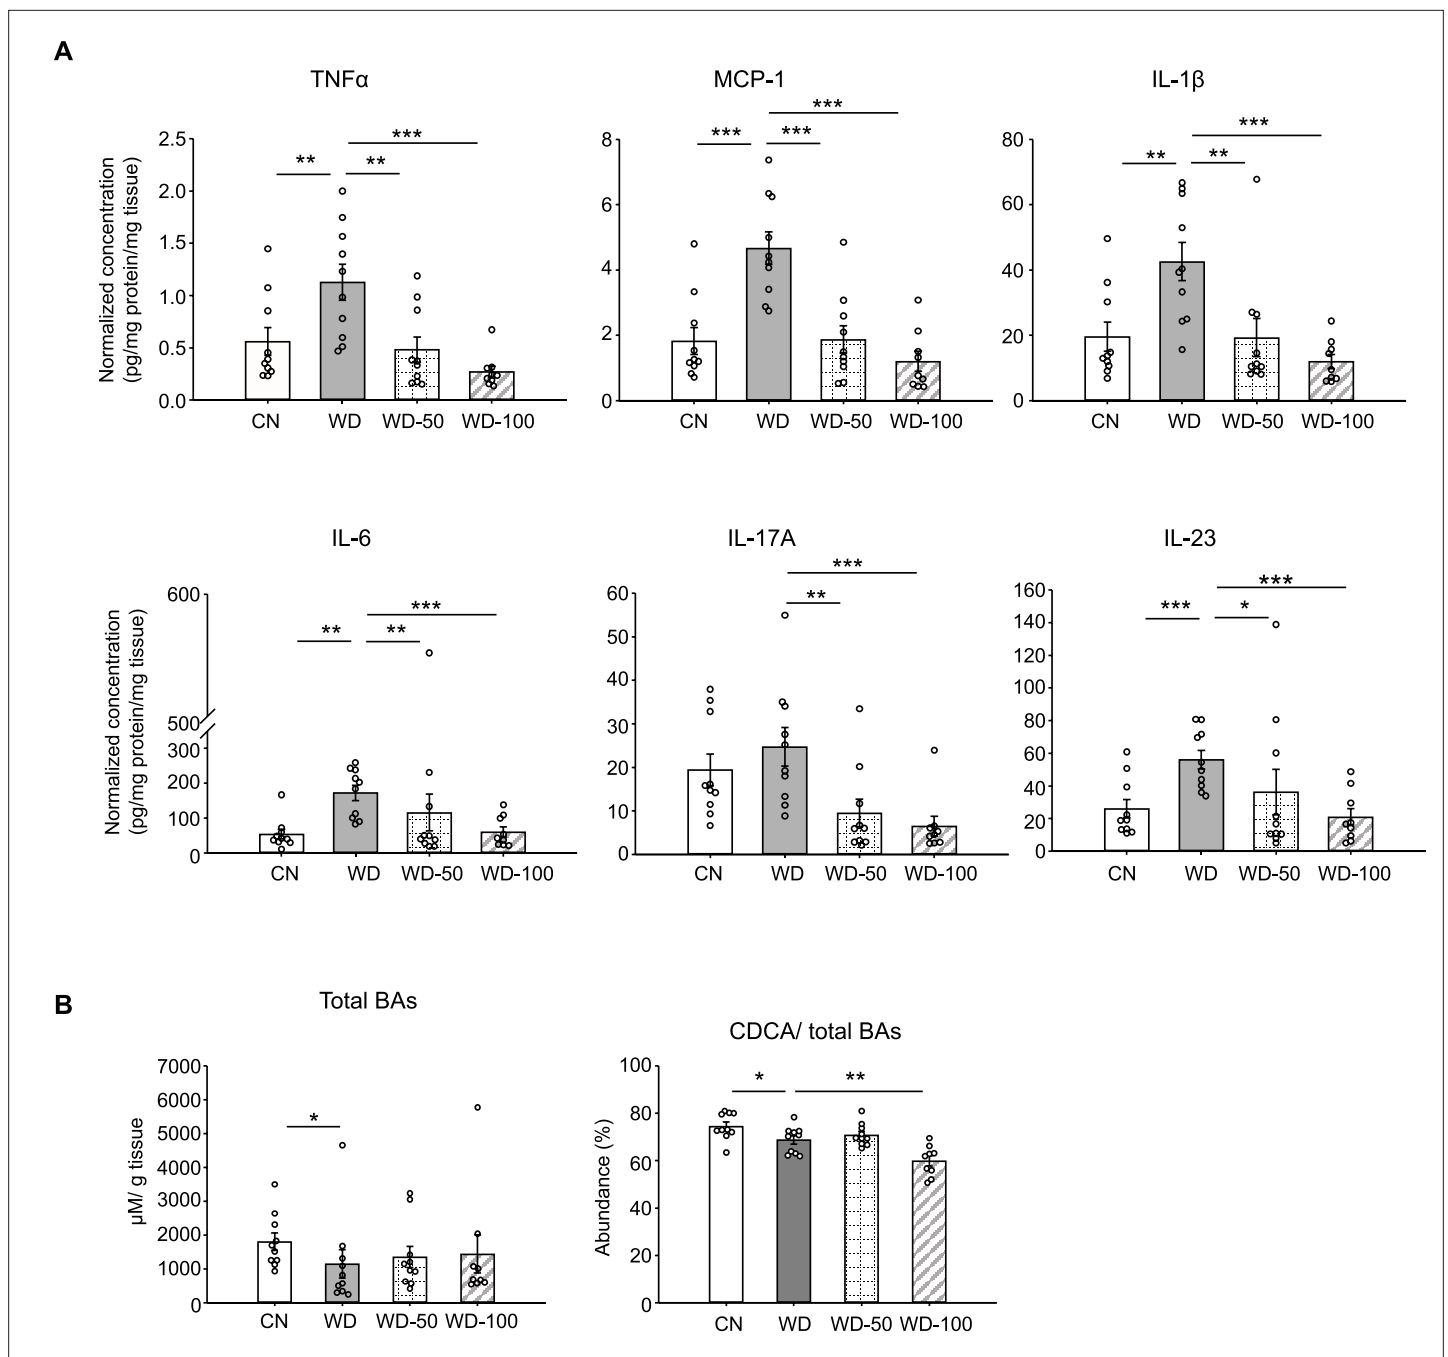 A
TNFα
MCP-1
IL-1β
Normalized concentration
(pg/mg protein/mg tissue)
2.5
2.0
1.5
1.0
0.5
0.0
** ** ***
CN WD WD-50 WD-100
8
6
4
2
0
*** *** ***
CN WD WD-50 WD-100
80
60
40
20
0
** ** ***
CN WD WD-50 WD-100
IL-6
IL-17A
IL-23
Normalized concentration
(pg/mg protein/mg tissue)
600
500
300
200
100
0
** ** ***
CN WD WD-50 WD-100
60
50
40
30
20
10
0
** ***
CN WD WD-50 WD-100
160
140
120
100
80
60
40
20
0
*** * ***
CN WD WD-50 WD-100
B
Total BAs
µM/ g tissue
7000
6000
5000
4000
3000
2000
1000
0
*
CN WD WD-50 WD-100
CDCA/ total BAs
Abundance (%)
100
80
60
40
20
0
* **
CN WD WD-50 WD-100